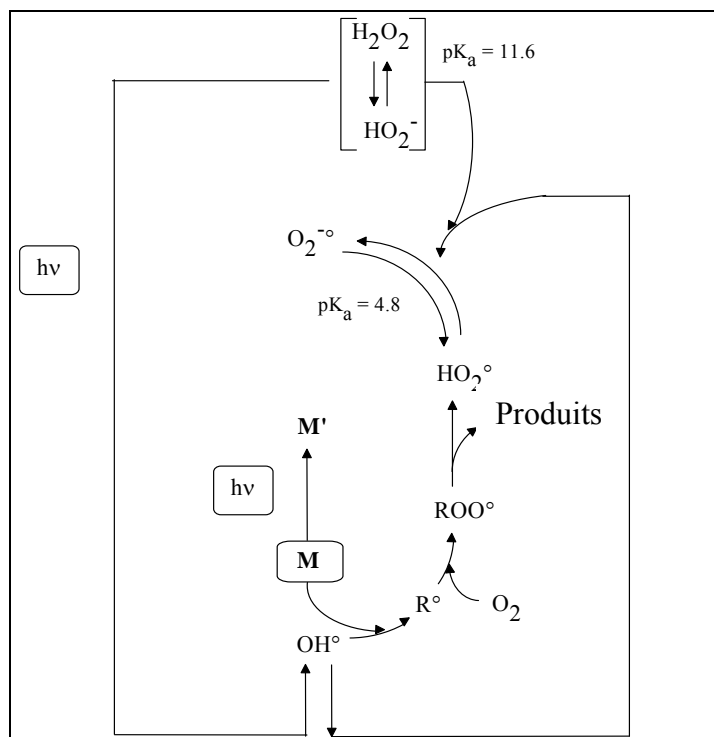 H₂O₂
pKₐ = 11.6
HO₂⁻
O₂⁻°
hν
pKₐ = 4.8
HO₂°
Produits
M'
hν
ROO°
M
R°
O₂
OH°